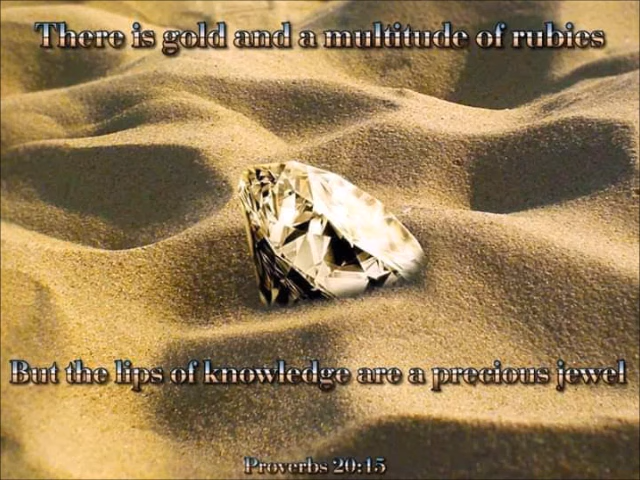 There is gold and a multitude of rubies
But the lips of knowledge are a precious jewel
Proverbs 20:15